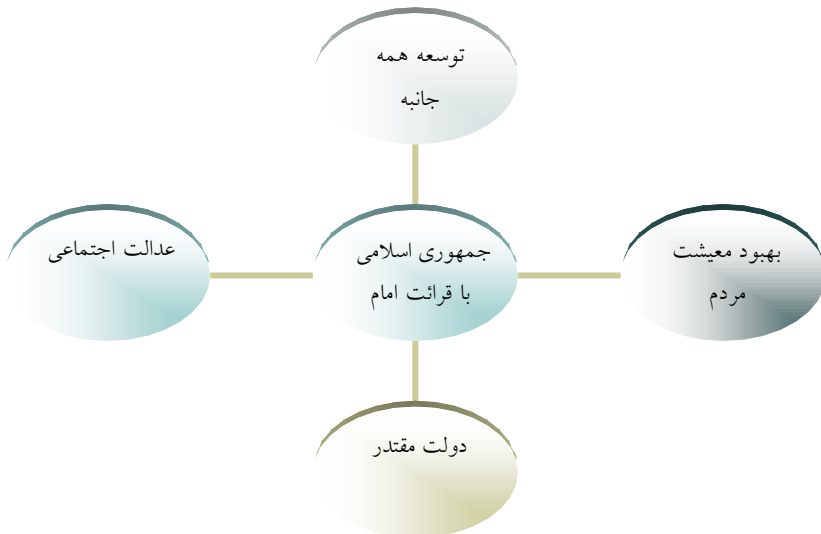 توسعه همه
جانبه
بهبود معیشت
مردم
جمهوری اسلامی
با قرائت امام
عدالت اجتماعی
دولت مقتدر